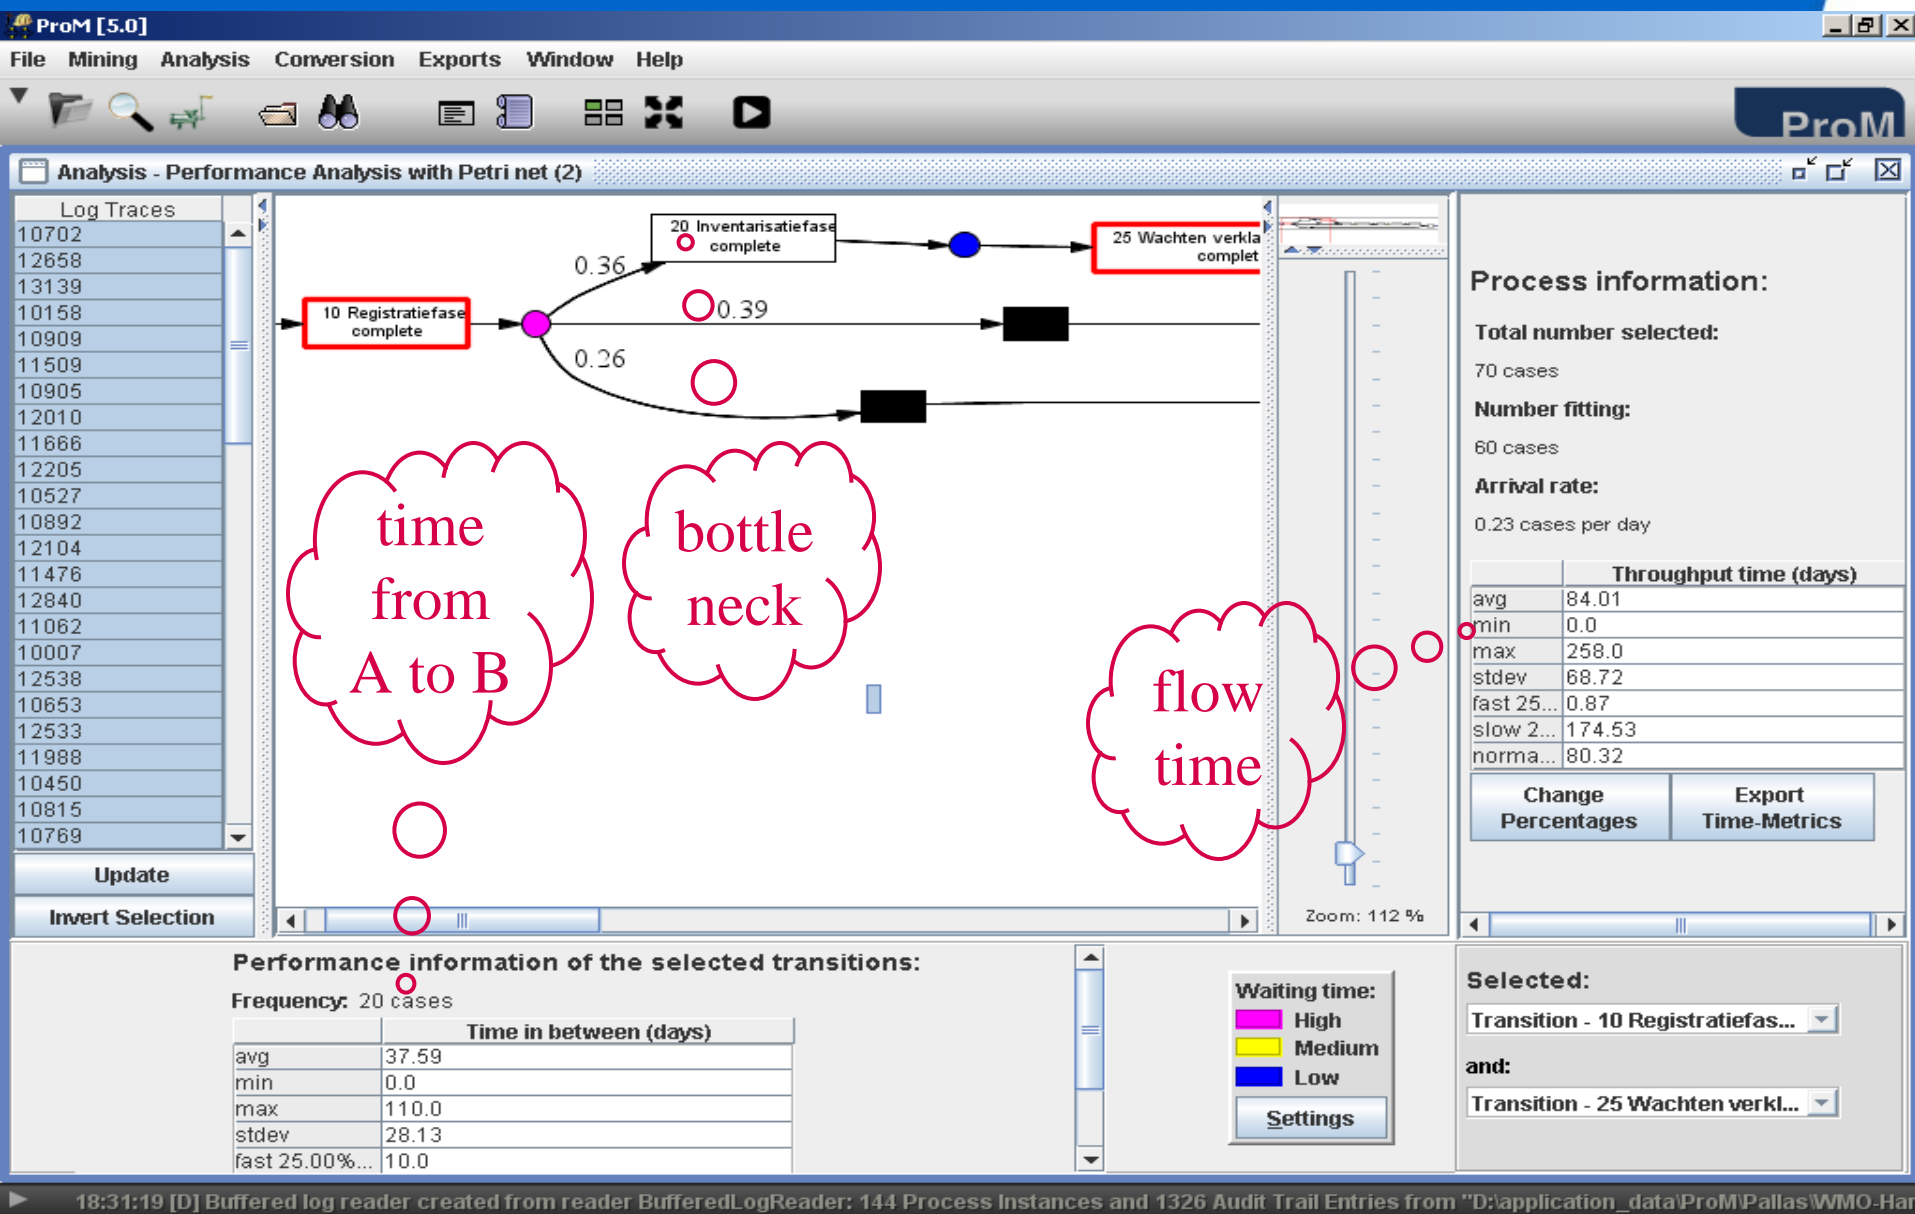 ProM [5.0]
File Mining Analysis Conversion Exports Window Help
ProM
Analysis - Performance Analysis with Petri net (2)
Log Traces
10702
12658
13139
10158
10909
11509
10905
12010
11666
12205
10527
10892
12104
11476
12840
11062
10007
12538
10653
12533
11988
10450
10815
10769
Update
Invert Selection
10 Registratiefase
complete
0.36
0.39
0.26
20 Inventarisatiefase
complete
25 Wachten verkla
complet
time
from
A to B
bottle
neck
flow
time
Zoom: 112 %
Process information:
Total number selected:
70 cases
Number fitting:
60 cases
Arrival rate:
0.23 cases per day
Throughput time (days)
avg 84.01
min 0.0
max 258.0
stdev 68.72
fast 25... 0.87
slow 2... 174.53
norma... 80.32
Change
Percentages
Export
Time-Metrics
Performance information of the selected transitions:
Frequency: 20 cases
Time in between (days)
avg 37.59
min 0.0
max 110.0
stdev 28.13
fast 25.00%... 10.0
Waiting time:
High
Medium
Low
Settings
Selected:
Transition - 10 Registratiefas...
and:
Transition - 25 Wachten verkl...
18:31:19 [D] Buffered log reader created from reader BufferedLogReader: 144 Process Instances and 1326 Audit Trail Entries from "D:\application_data\ProM\Pallas\WMO-Har